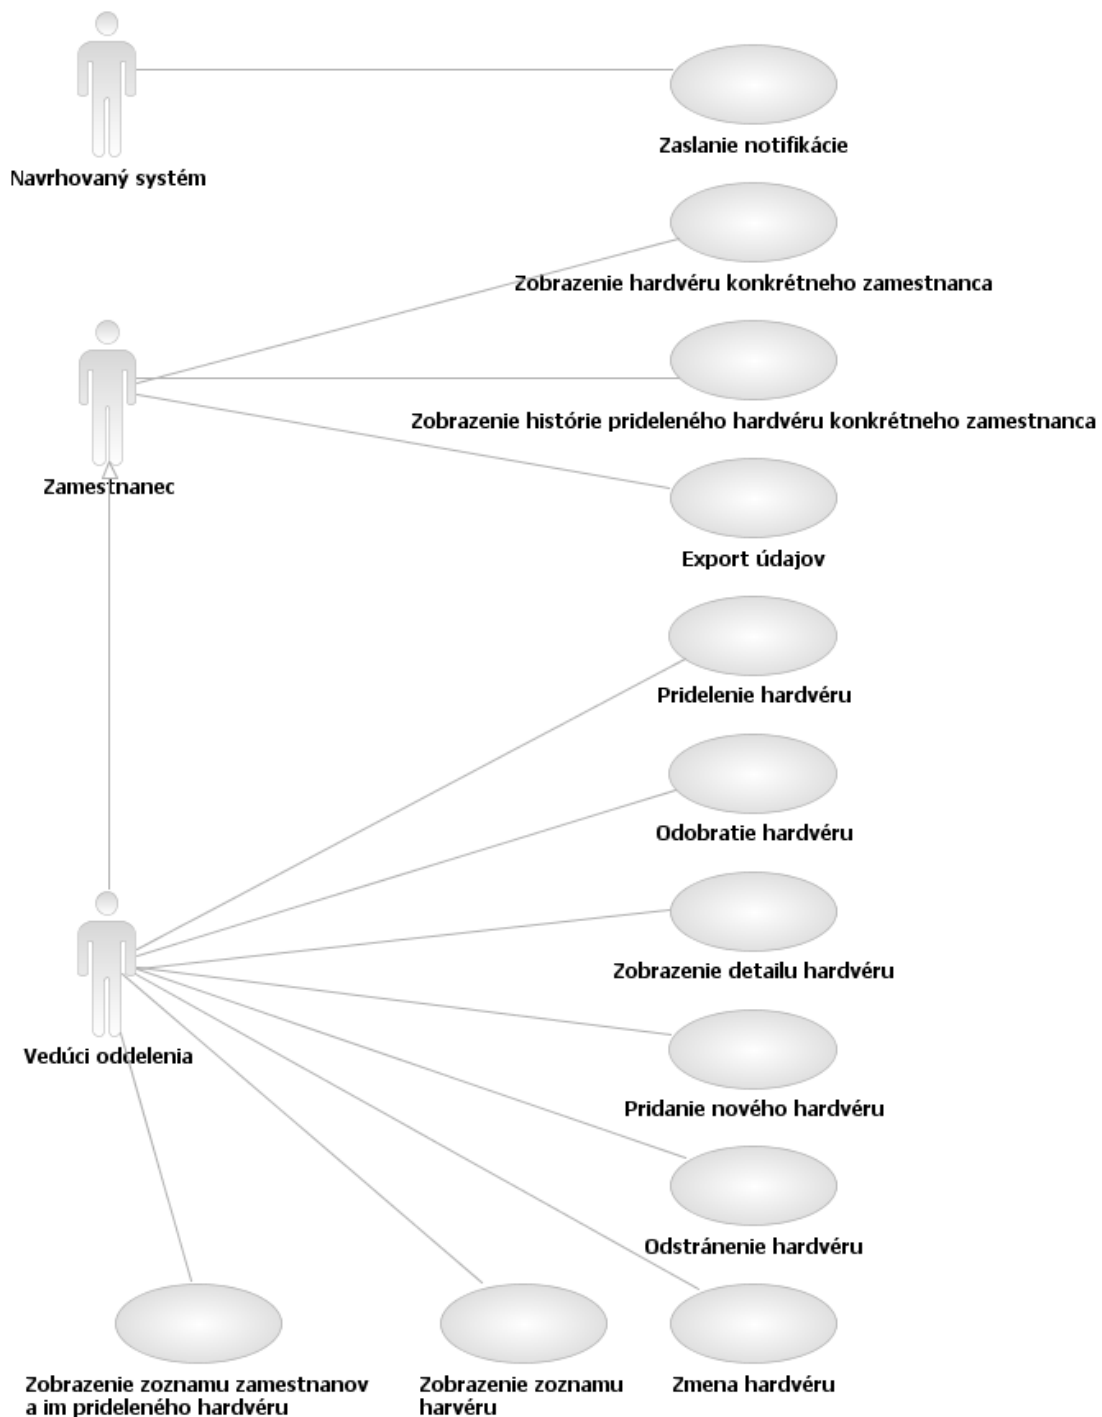 Zaslanie notifikácie
Navrhovaný systém
Zobrazenie hardvéru konkrétneho zamestnanca
Zobrazenie histórie prideleného hardvéru konkrétneho zamestnanca
Zamestnanec
Export údajov
Pridelenie hardvéru
Odobratie hardvéru
Zobrazenie detailu hardvéru
Vedúci oddelenia
Pridanie nového hardvéru
Odstránenie hardvéru
Zobrazenie zoznamu zamestnanov
a im prideleného hardvéru
Zobrazenie zoznamu
harvéru
Zmena hardvéru